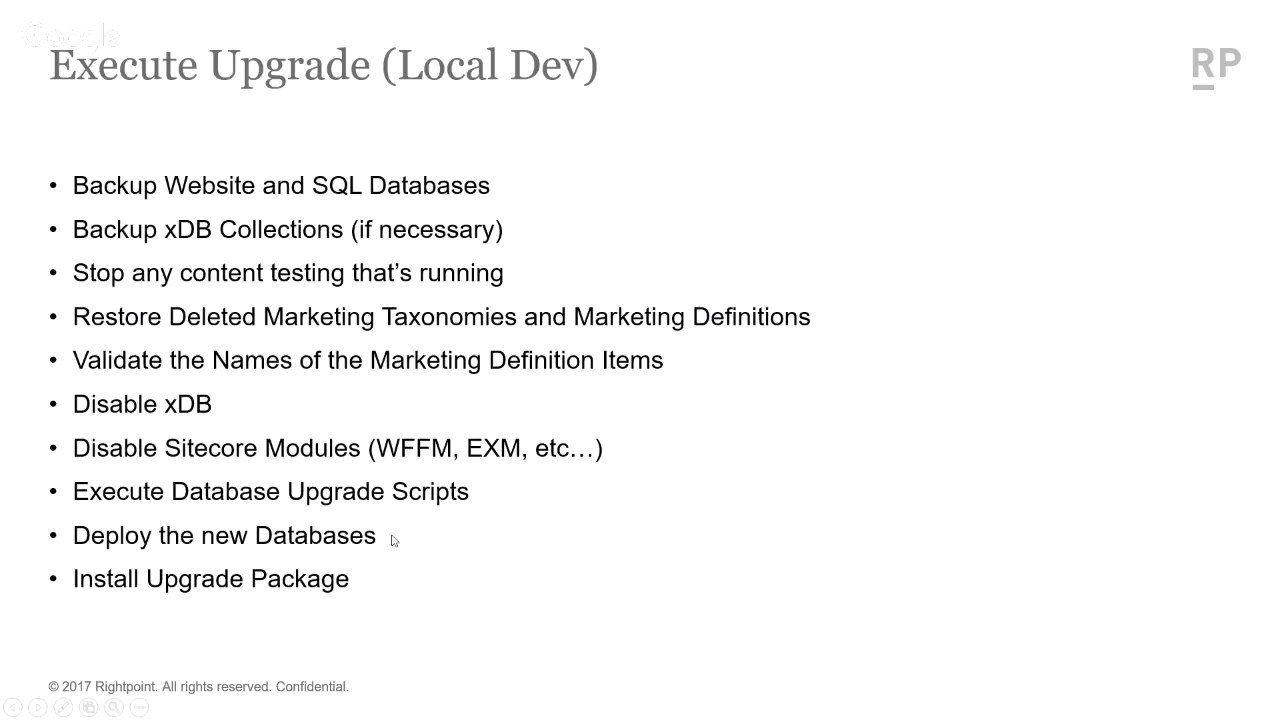 Google
Execute Upgrade (Local Dev)
RP
• Backup Website and SQL Databases
• Backup xDB Collections (if necessary)
• Stop any content testing that’s running
• Restore Deleted Marketing Taxonomies and Marketing Definitions
• Validate the Names of the Marketing Definition Items
• Disable xDB
• Disable Sitecore Modules (WFFM, EXM, etc…)
• Execute Database Upgrade Scripts
• Deploy the new Databases
• Install Upgrade Package
© 2017 Rightpoint. All rights reserved. Confidential.